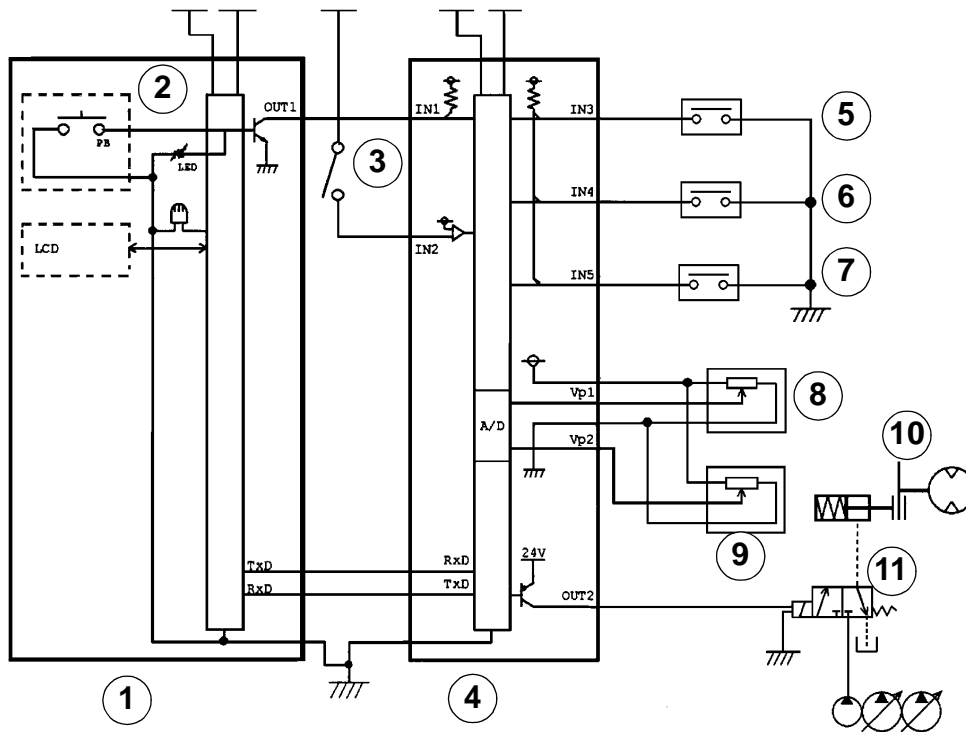 2
OUT1
IN1
IN3
5
PB
3
LED
IN4
6
LCD
IN2
IN5
7
Vp1
8
A/D
Vp2
10
9
24V
11
TxD
RxD
RxD
TxD
OUT2
1
4